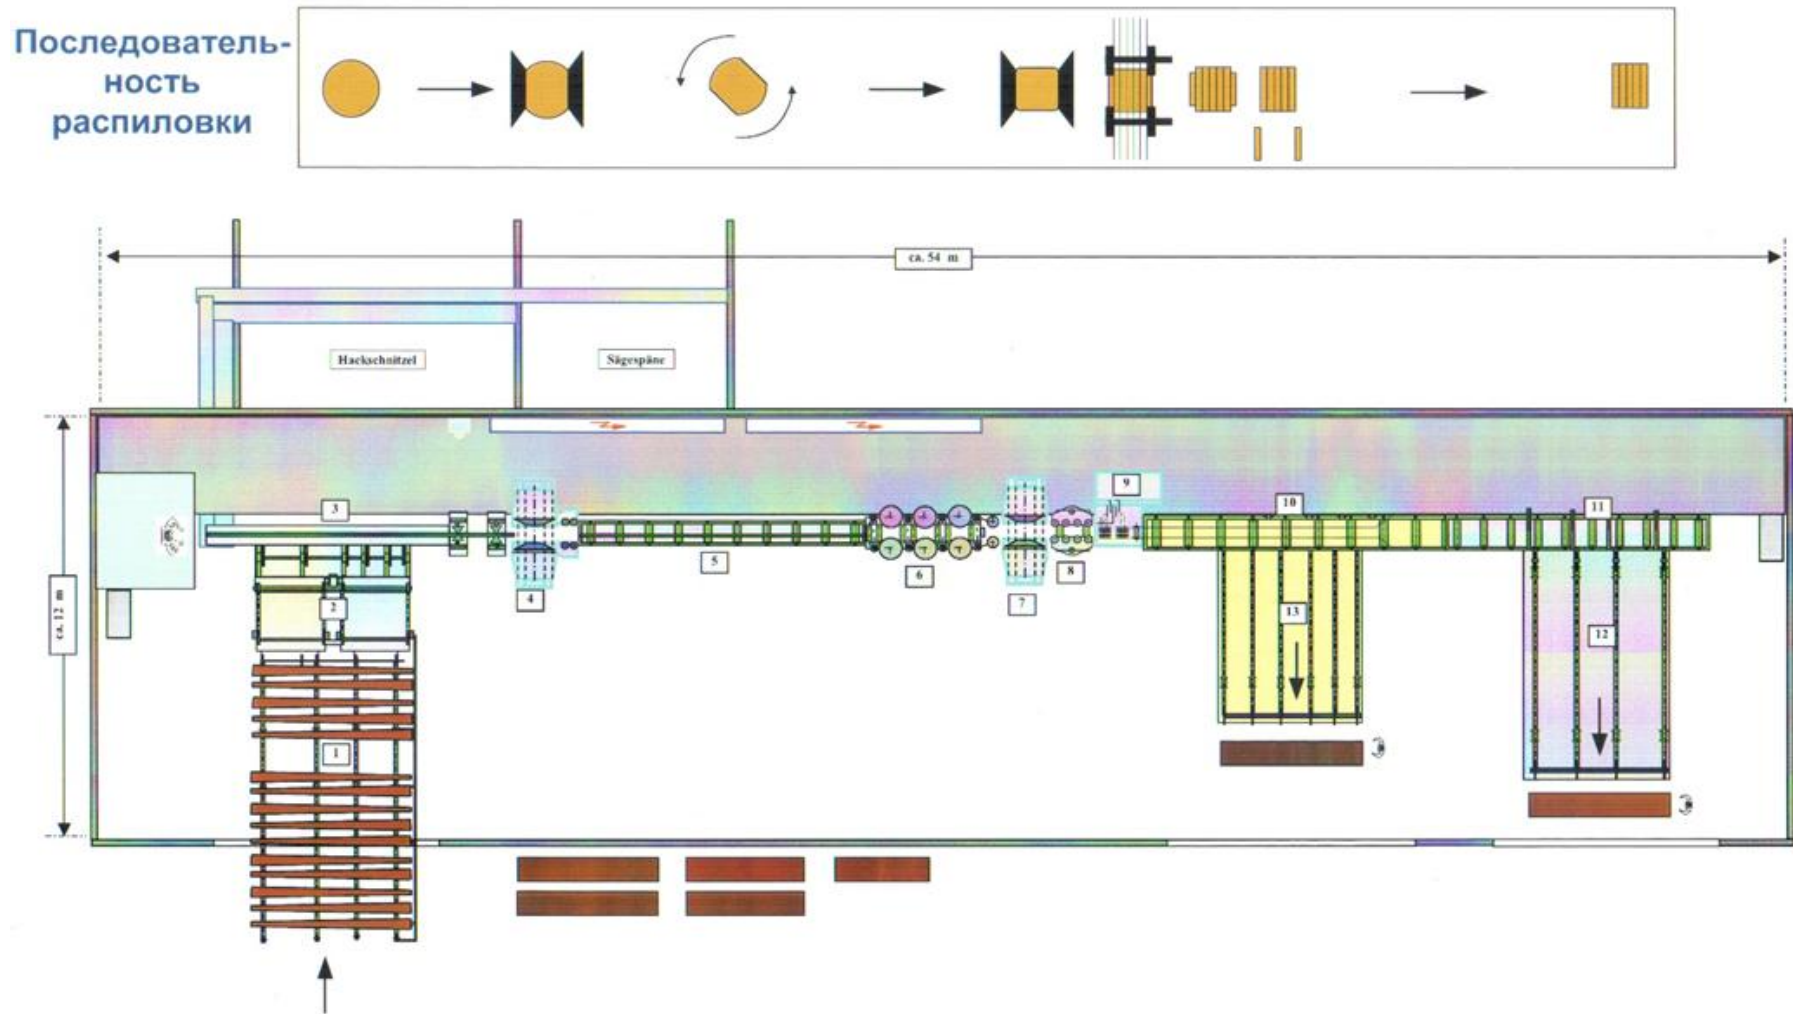 Последователь-
ность
распиловки
ca. 54 m
Hackschnitzel
Sägespäne
9
10
11
3
5
6
8
4
7
2
13
12
ca. 12 m
1